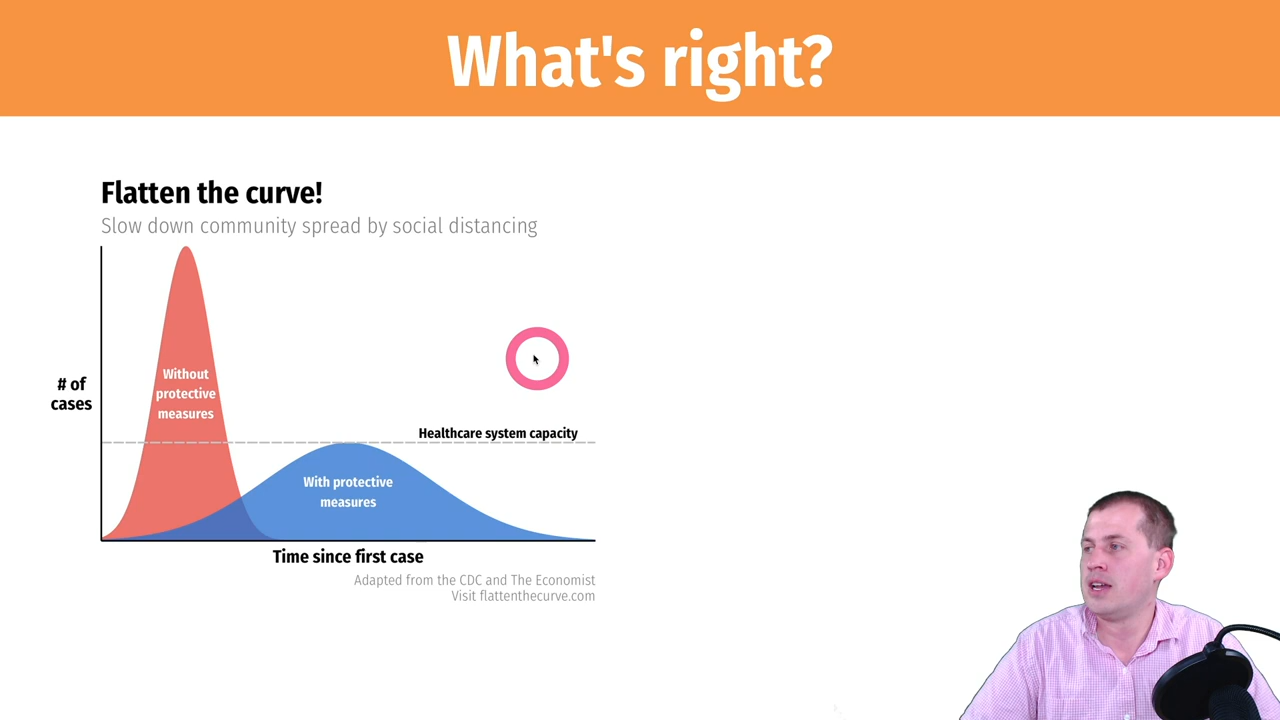 What's right?
Flatten the curve!
Slow down community spread by social distancing
Without
protective
measures
# of
cases
Healthcare system capacity
With protective
measures
Time since first case
Adapted from the CDC and The Economist
Visit flattenthecurve.com